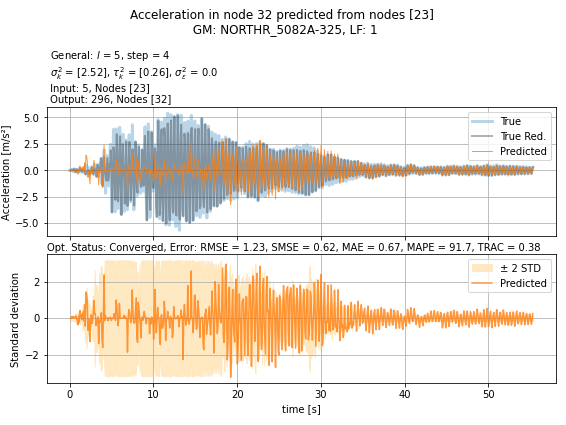 Acceleration in node 32 predicted from nodes [23]
GM: NORTHR_5082A-325, LF: 1
General: l = 5, step = 4
σ²ₖ = [2.52], τ²ₖ = [0.26], σ²ε = 0.0
Input: 5, Nodes [23]
Output: 296, Nodes [32]
5.0
2.5
0.0
−2.5
−5.0
Acceleration [m/s²]
True
True Red.
Predicted
Opt. Status: Converged, Error: RMSE = 1.23, SMSE = 0.62, MAE = 0.67, MAPE = 91.7, TRAC = 0.38
2
0
−2
Standard deviation
± 2 STD
Predicted
0 10 20 30 40 50
time [s]